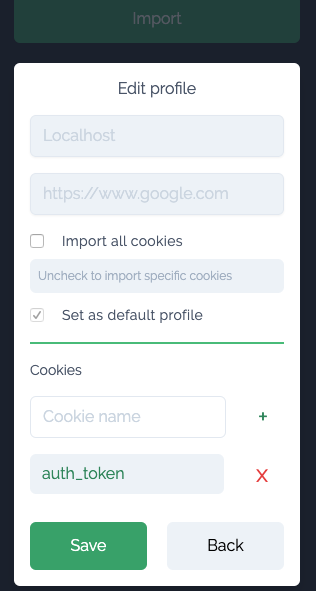 Import
Edit profile
Localhost
https://www.google.com
Import all cookies
Uncheck to import specific cookies
Set as default profile
Cookies
Cookie name
+
auth_token
X
Save
Back